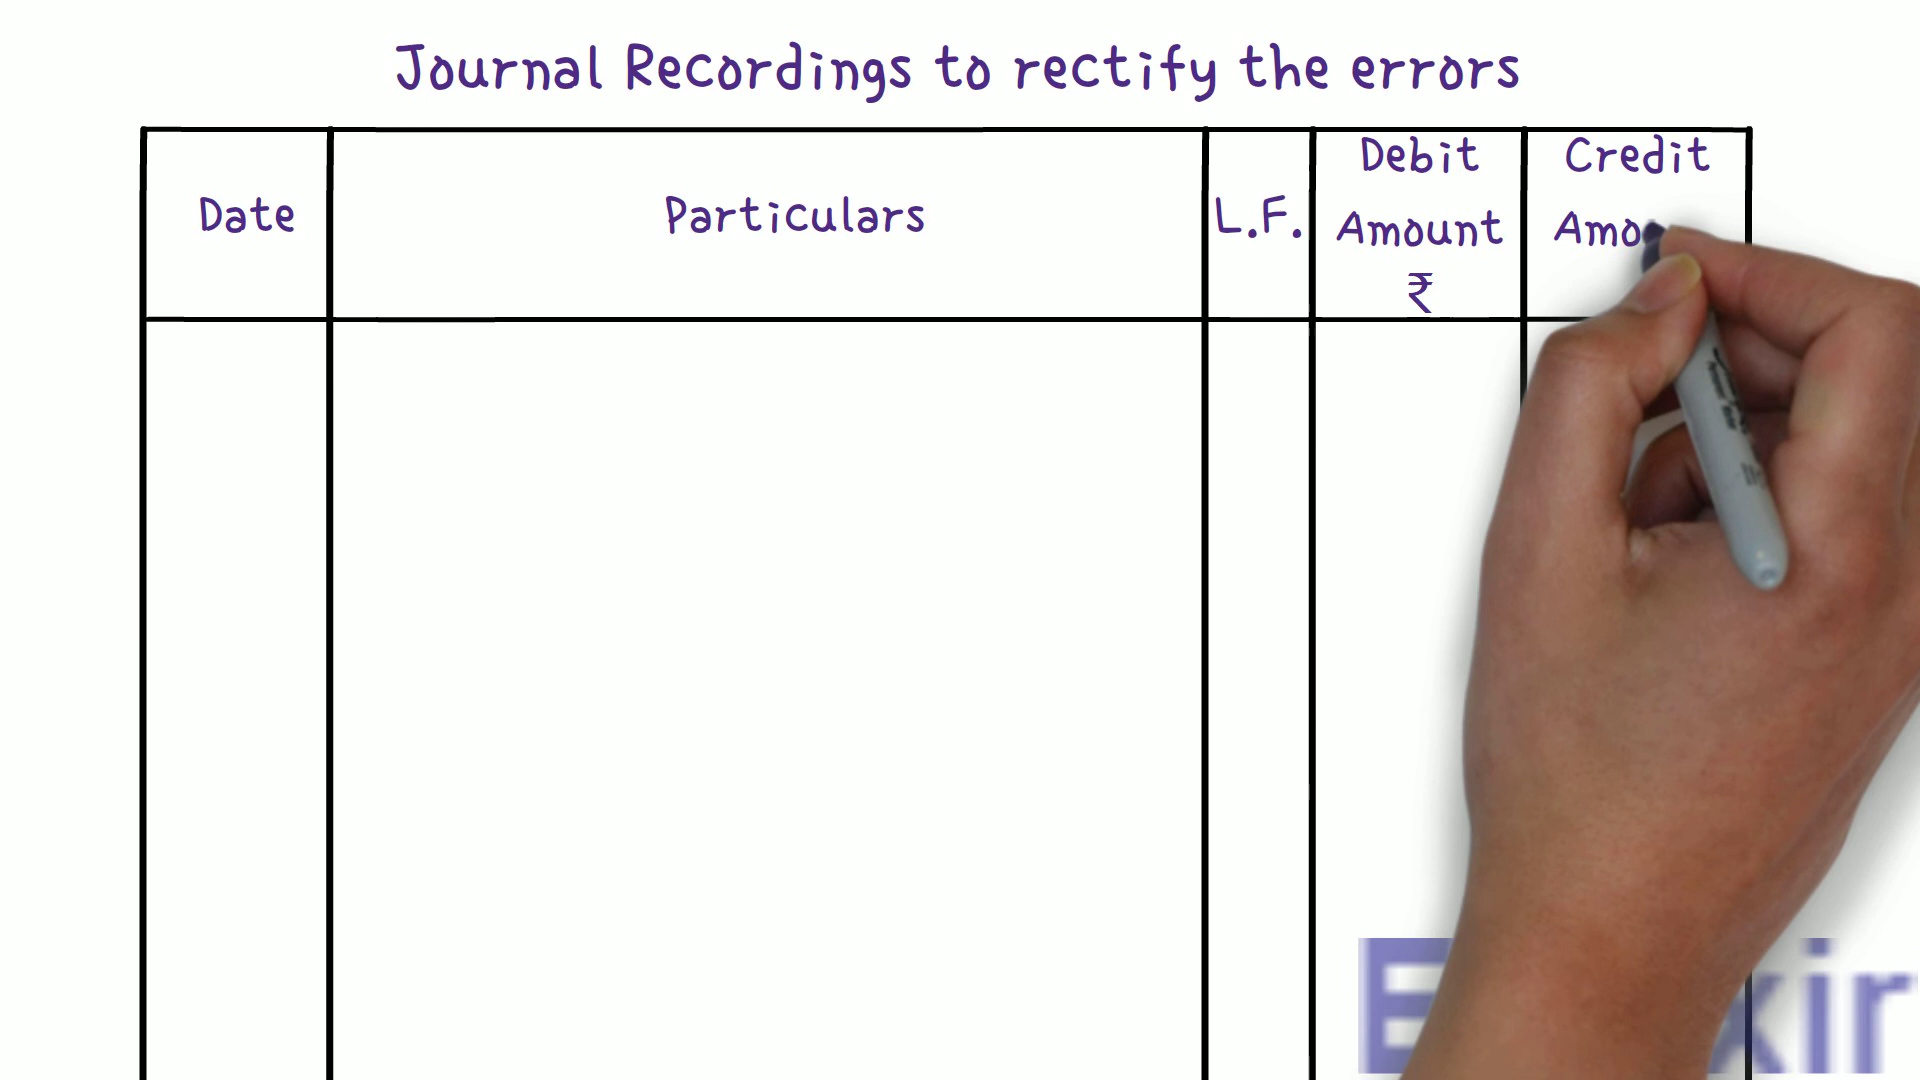 Journal Recordings to rectify the errors
Date
Particulars
L.F.
Debit
Amount
₹
Credit